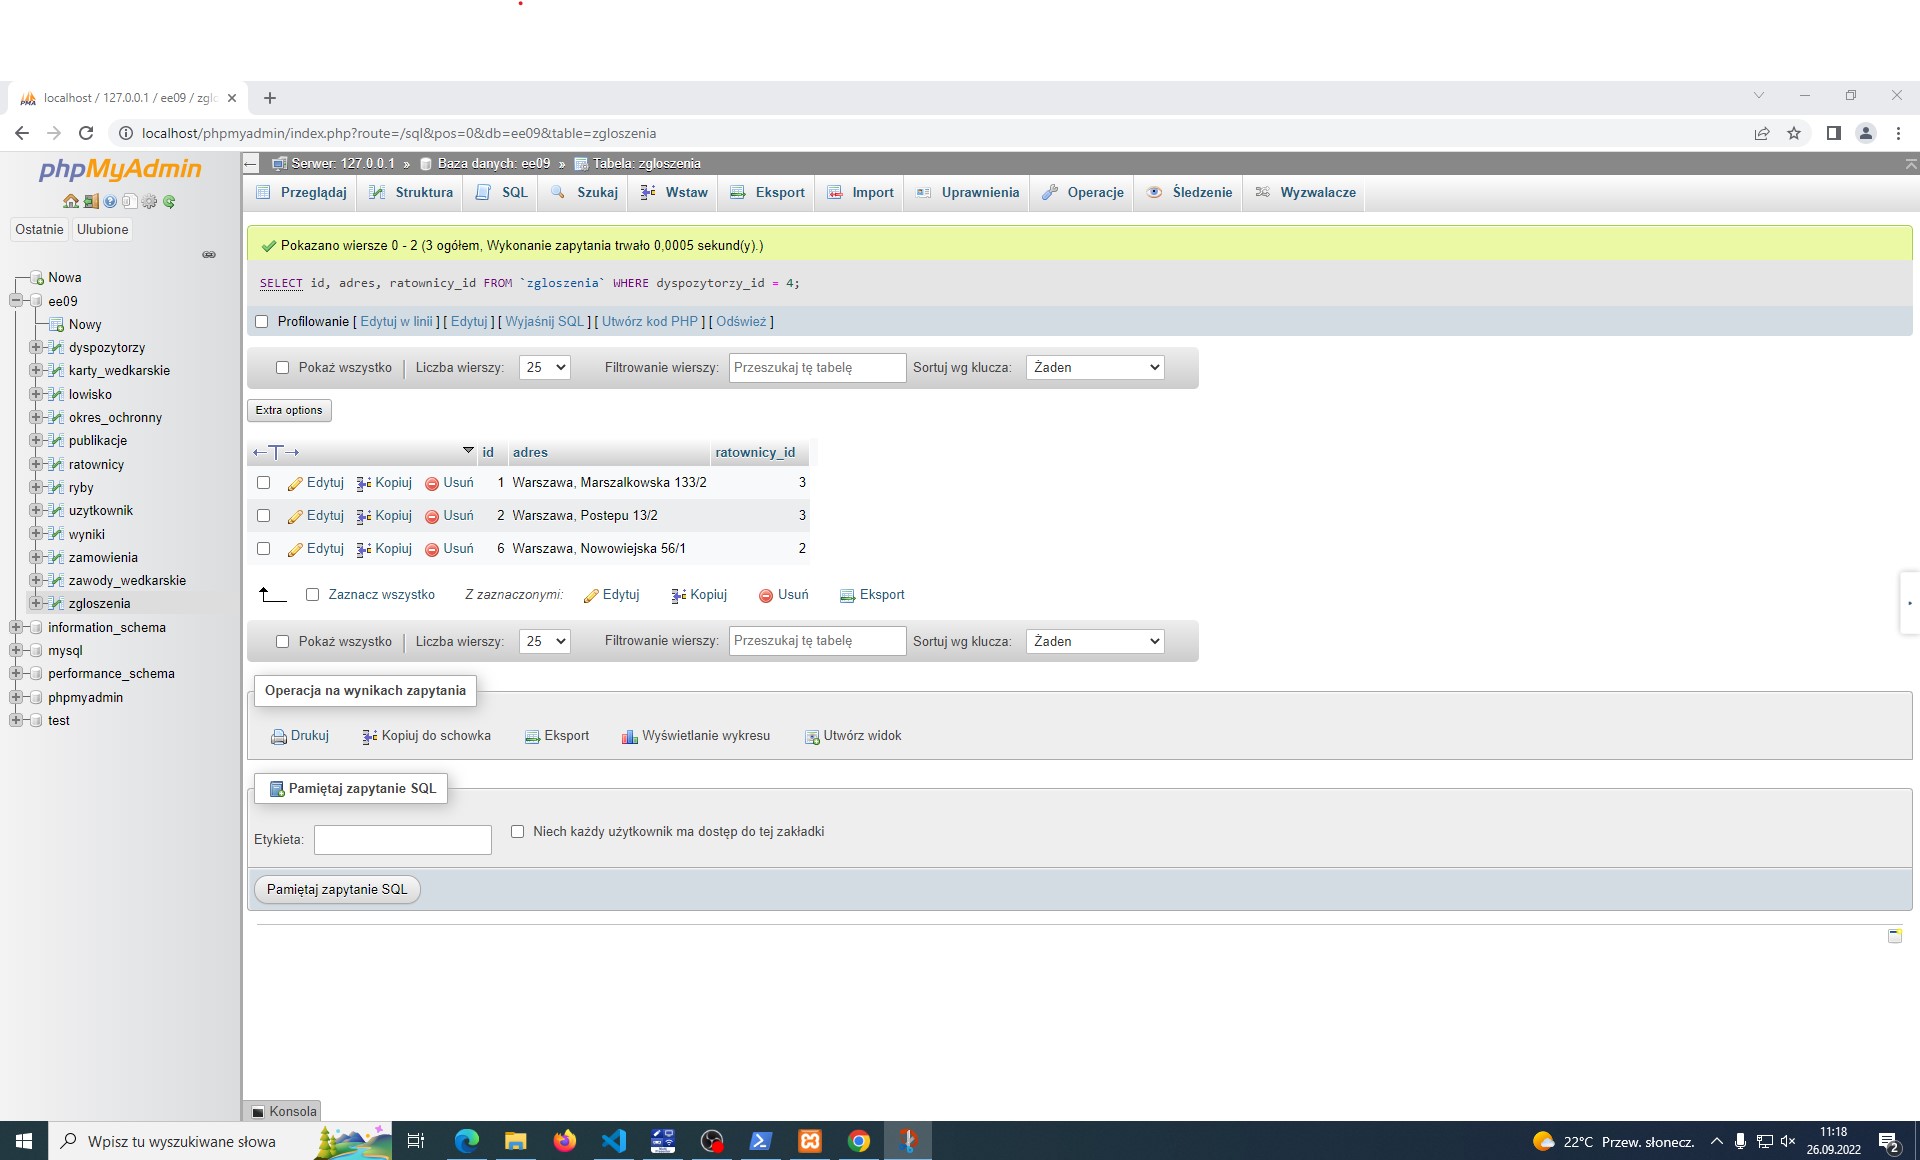 localhost / 127.0.0.1 / ee09 / zglo
localhost/phpmyadmin/index.php?route=/sql&pos=0&db=ee09&table=zgloszenia
phpMyAdmin
Ostatnie Ulubione
Nowa
ee09
Nowy
dyspozytorzy
karty_wedkarskie
lowisko
okres_ochronny
publikacje
ratownicy
ryby
uzytkownik
wyniki
zamowienia
zawody_wedkarskie
zgloszenia
information_schema
mysql
performance_schema
phpmyadmin
test
Serwer: 127.0.0.1 » Baza danych: ee09 » Tabela: zgloszenia
Przeglądaj Struktura SQL Szukaj Wstaw Eksport Import Uprawnienia Operacje Śledzenie Wyzwalacze
Pokazano wiersze 0 - 2 (3 ogółem, Wykonanie zapytania trwało 0,0005 sekund(y).)
SELECT id, adres, ratownicy_id FROM `zgloszenia` WHERE dyspozytorzy_id = 4;
Profilowanie [ Edytuj w linii ] [ Edytuj ] [ Wyjaśnij SQL ] [ Utwórz kod PHP ] [ Odśwież ]
Pokaż wszystko Liczba wierszy: 25 Filtrowanie wierszy: Przeszukaj tę tabelę Sortuj wg klucza: Żaden
Extra options
←T→ id adres ratownicy_id
Edytuj Kopiuj Usuń 1 Warszawa, Marszalkowska 133/2 3
Edytuj Kopiuj Usuń 2 Warszawa, Postepu 13/2 3
Edytuj Kopiuj Usuń 6 Warszawa, Nowowiejska 56/1 2
Zaznacz wszystko Z zaznaczonymi: Edytuj Kopiuj Usuń Eksport
Pokaż wszystko Liczba wierszy: 25 Filtrowanie wierszy: Przeszukaj tę tabelę Sortuj wg klucza: Żaden
Operacja na wynikach zapytania
Drukuj Kopiuj do schowka Eksport Wyświetlanie wykresu Utwórz widok
Pamiętaj zapytanie SQL
Etykieta: Niech każdy użytkownik ma dostęp do tej zakładki
Pamiętaj zapytanie SQL
Konsola
Wpisz tu wyszukiwane słowa
22°C Przew. słonecz.
11:18
26.09.2022
2